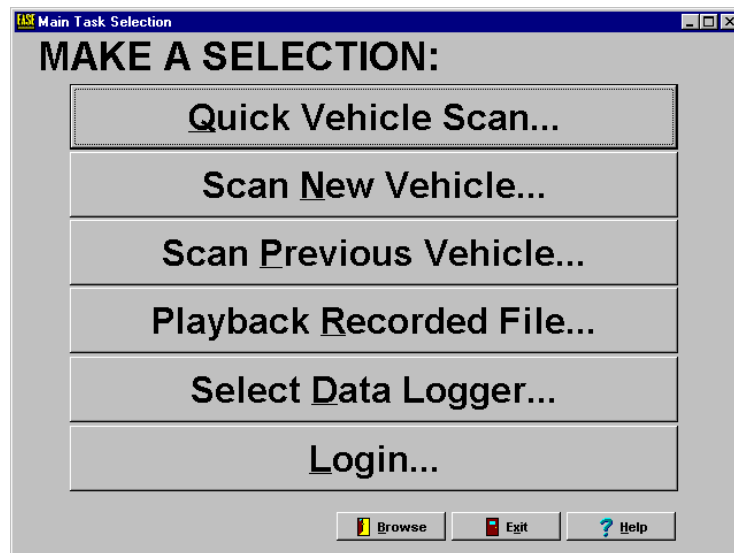 EASE Main Task Selection
MAKE A SELECTION:
Quick Vehicle Scan...
Scan New Vehicle...
Scan Previous Vehicle...
Playback Recorded File...
Select Data Logger...
Login...
Browse Exit Help